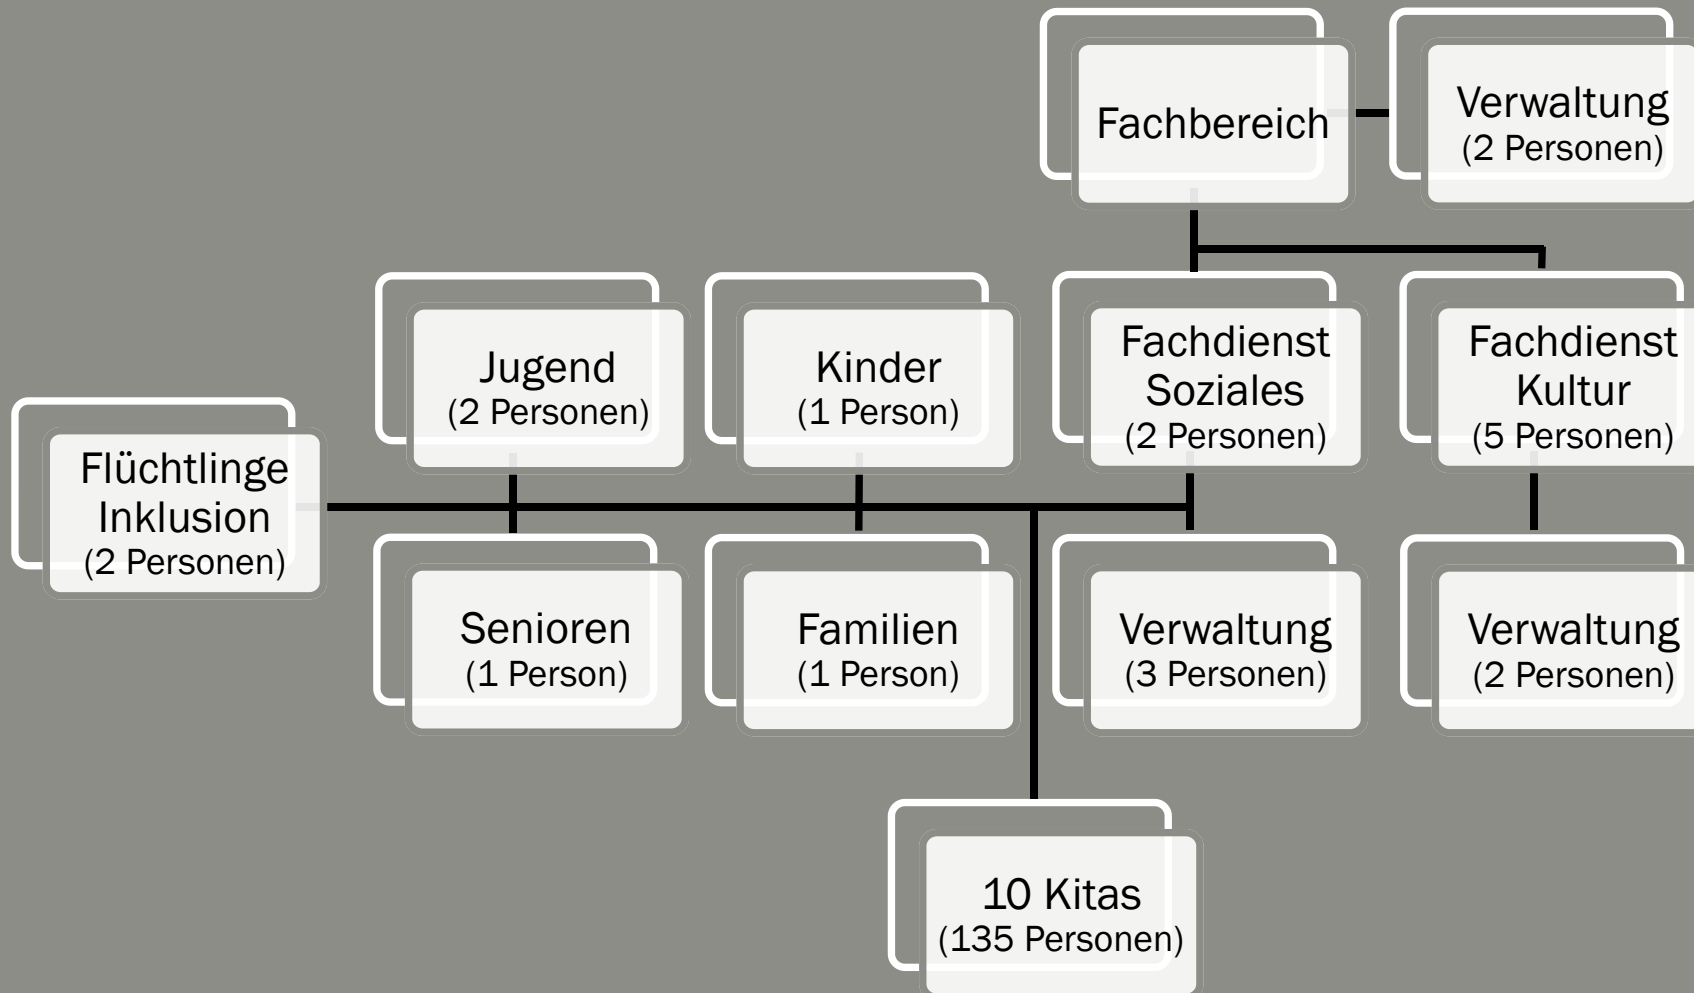 Fachbereich
Verwaltung
(2 Personen)
Jugend
(2 Personen)
Kinder
(1 Person)
Fachdienst
Soziales
(2 Personen)
Fachdienst
Kultur
(5 Personen)
Flüchtlinge
Inklusion
(2 Personen)
Senioren
(1 Person)
Familien
(1 Person)
Verwaltung
(3 Personen)
Verwaltung
(2 Personen)
10 Kitas
(135 Personen)